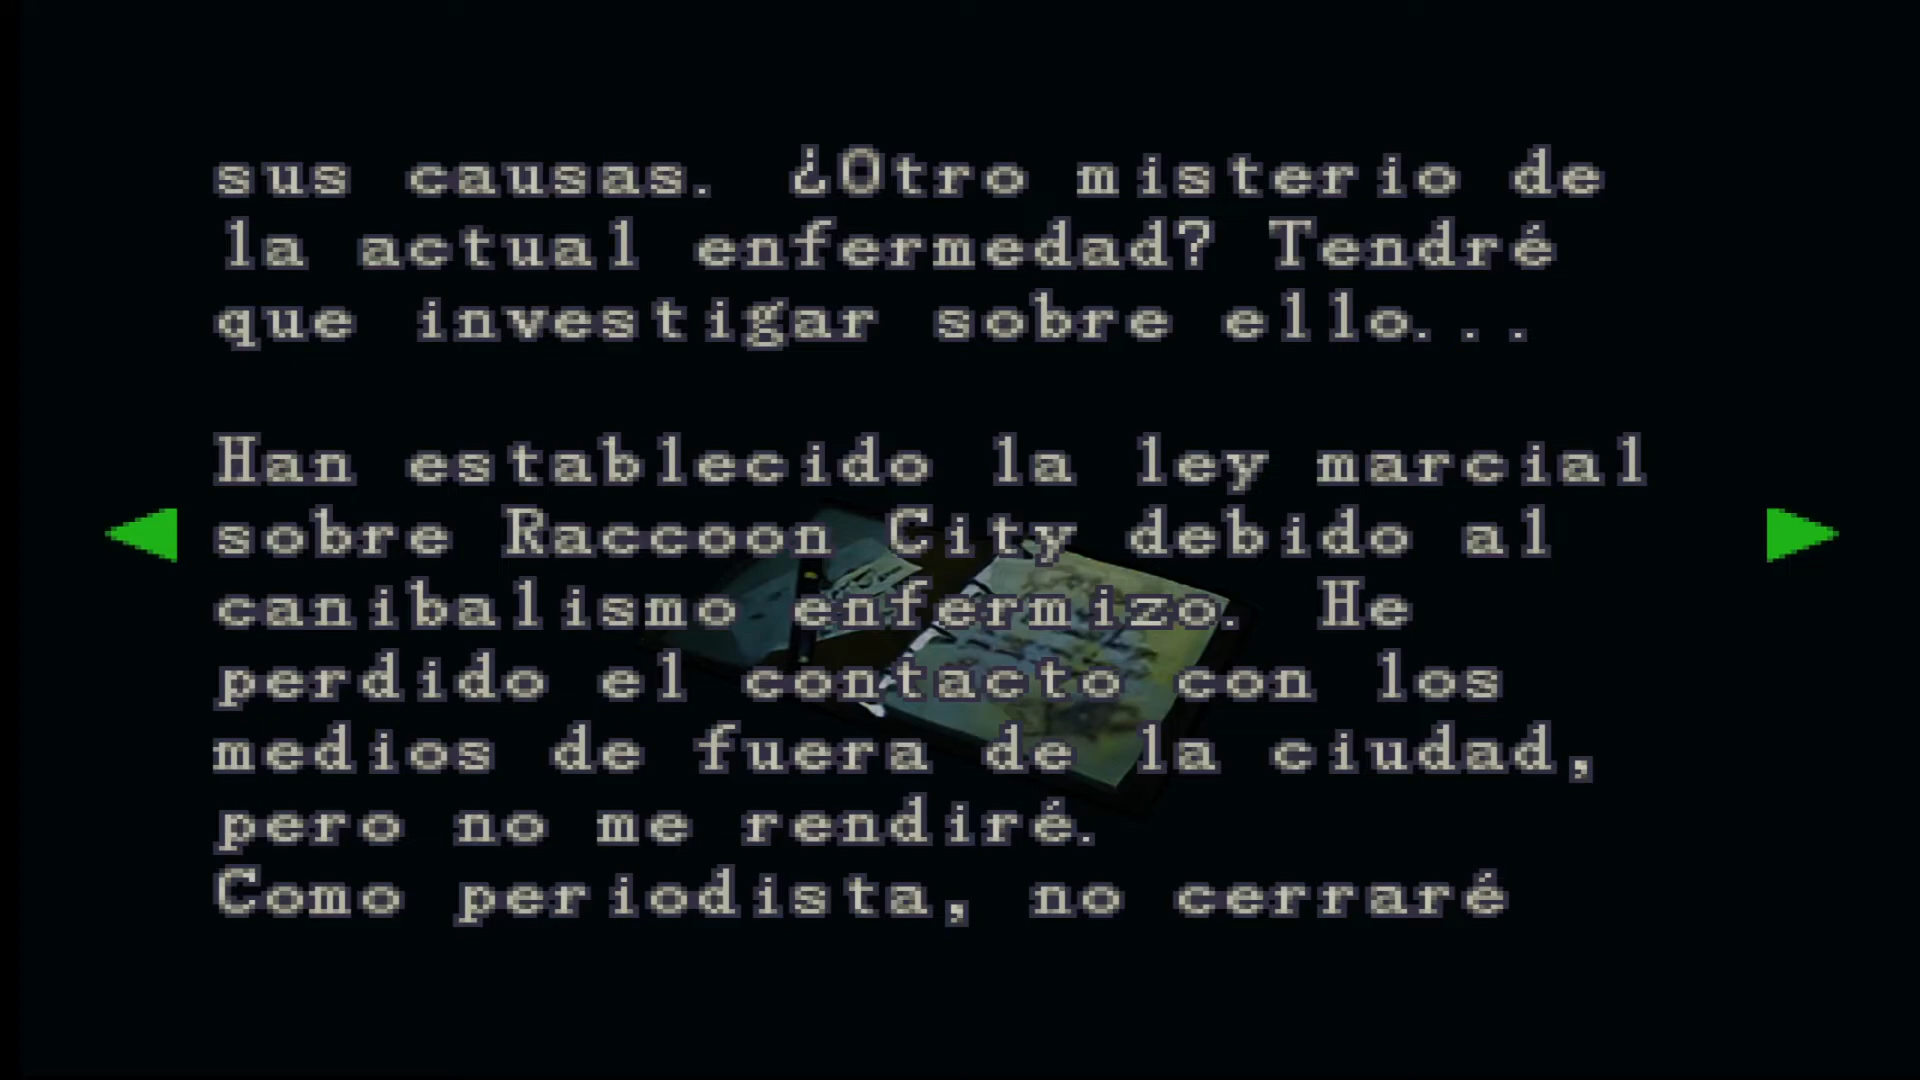 sus causas. ¿Otro misterio de
la actual enfermedad? Tendré
que investigar sobre ello...
Han establecido la ley marcial
sobre Raccoon City debido al
canibalismo enfermizo. He
perdido el contacto con los
medios de fuera de la ciudad,
pero no me rendiré.
Como periodista, no cerraré